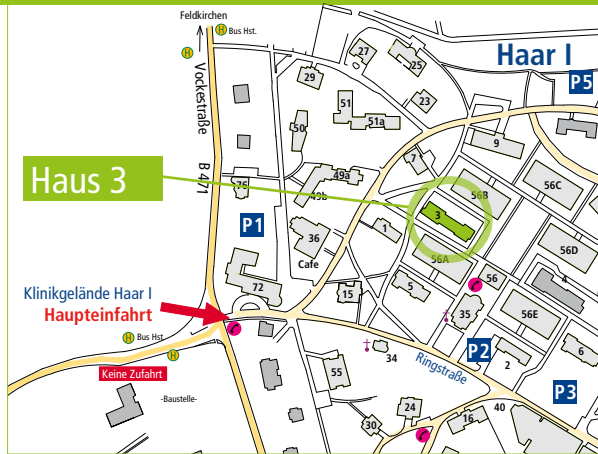 Feldkirchen
H Bus Hst.
H
Vockestraße
B 471
Haar I
P5
27
25
29
23
51
51a
50
9
7
49a
49b
76
56B
56C
Haus 3
3
P1
1
36
Cafe
56A
56D
72
5
56
4
15
Klinikgelände Haar I
Haupteinfahrt
35
56E
H Bus Hst.
H
Keine Zufahrt
34
Ringstraße
P2
2
6
55
P3
-Baustelle-
24
40
16
30